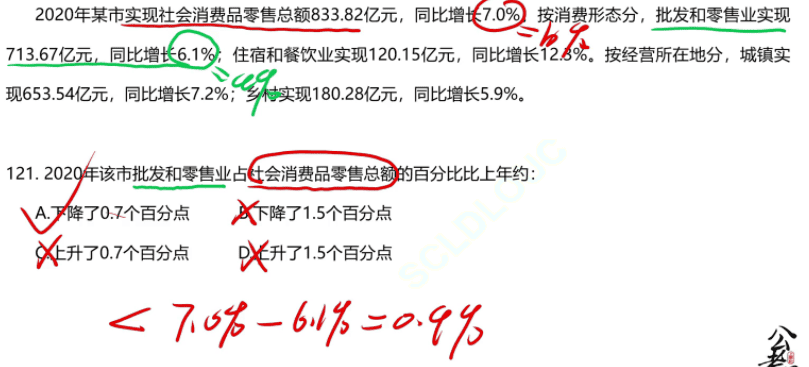 2020年某市实现社会消费品零售总额833.82亿元，同比增长7.0%。按消费形态分，批发和零售业实现
=b%
713.67亿元，同比增长6.1%；住宿和餐饮业实现120.15亿元，同比增长12.8%。按经营所在地分，城镇实
=a%
现653.54亿元，同比增长7.2%；乡村实现180.28亿元，同比增长5.9%。
121. 2020年该市批发和零售业占社会消费品零售总额的百分比比上年约：
A.下降了0.7个百分点 B.下降了1.5个百分点
C.上升了0.7个百分点 D.上升了1.5个百分点
< 7.0% - 6.1% = 0.9%